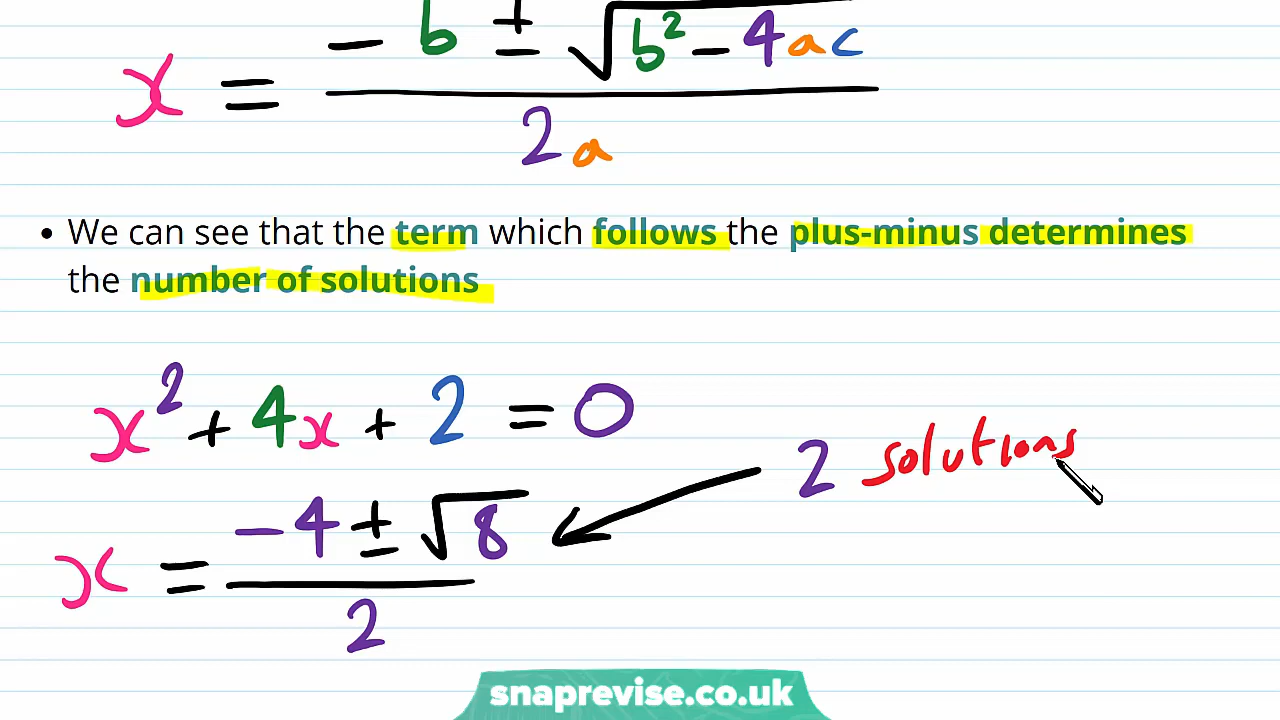 x = −b ± √b² − 4ac / 2a
• We can see that the term which follows the plus-minus determines
the number of solutions
x² + 4x + 2 = 0
2 solutions
x = −4 ± √8 / 2
snaprevise.co.uk